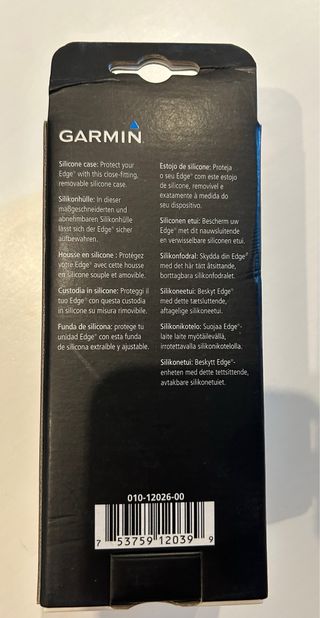 GARMIN
Silicone case: Protect your
Edge® with this close-fitting,
removable silicone case.
Silikonhülle: In dieser
maßgeschneiderten und
abnehmbaren Silikonhülle
lässt sich der Edge® sicher
aufbewahren.
Housse en silicone : Protégez
votre Edge® avec cette housse
en silicone souple et amovible.
Custodia in silicone: Proteggi il
tuo Edge® con questa custodia
in silicone su misura rimovibile.
Funda de silicona: protege tu
unidad Edge® con esta funda
de silicona extraíble y ajustable.
Estojo de silicone: Proteja
o seu Edge® com este estojo
de silicone, removível e
exatamente à medida do
seu dispositivo.
Siliconen etui: Bescherm uw
Edge® met dit nauwsluitende
en verwisselbare siliconen etui.
Silikonfodral: Skydda din Edge®
med det här tätt åtsittande,
borttagbara silikonfodralet.
Silikoneetui: Beskyt Edge®
med dette tætsluttende,
aftagelige silikoneetui.
Silikonikotelo: Suojaa Edge®-
laite laite myötäilevällä,
irrotettavalla silikonikotelolla.
Silikonetui: Beskytt Edge®-
enheten med dette tettsittende,
avtakbare silikonetuiet.
010-12026-00
7 53759 12039 9